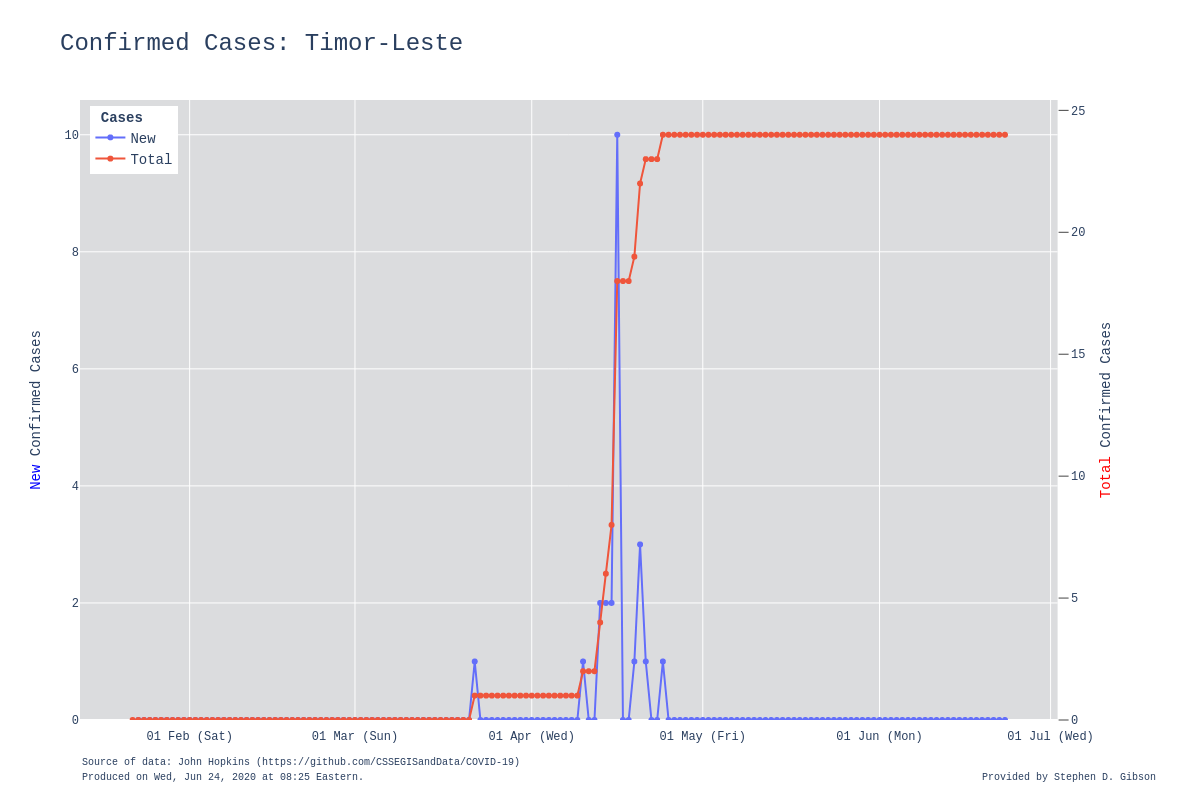 Confirmed Cases: Timor-Leste
Cases
New
Total
10
8
6
4
2
0
25
20
15
10
5
0
New Confirmed Cases
Total Confirmed Cases
01 Feb (Sat)
01 Mar (Sun)
01 Apr (Wed)
01 May (Fri)
01 Jun (Mon)
01 Jul (Wed)
Source of data: John Hopkins (https://github.com/CSSEGISandData/COVID-19)
Produced on Wed, Jun 24, 2020 at 08:25 Eastern.
Provided by Stephen D. Gibson